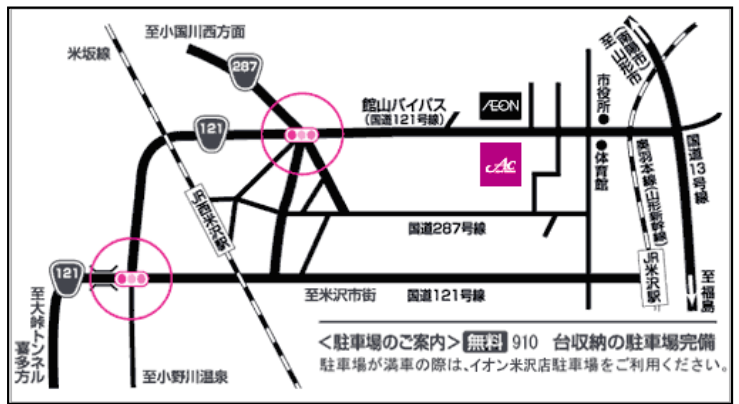 至小国川西方面
米坂線
287
121
館山バイパス
(国道121号線)
ÆON
Ac
市役所
体育館
至山形市
(南陽市)
国道13号線
奥羽本線(山形新幹線)
JR西米沢駅
国道287号線
JR米沢駅
至福島
121
至米沢市街
国道121号線
至大峠トンネル
喜多方
至小野川温泉
<駐車場のご案内>無料910 台収納の駐車場完備
駐車場が満車の際は、イオン米沢店駐車場をご利用ください。